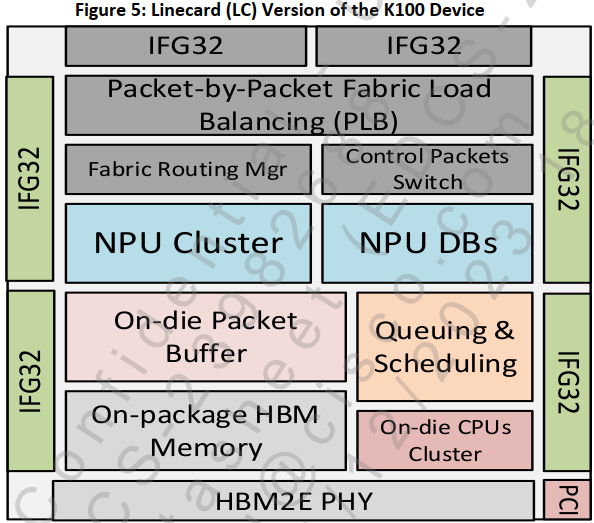 Figure 5: Linecard (LC) Version of the K100 Device
IFG32
IFG32
Packet-by-Packet Fabric Load
Balancing (PLB)
IFG32
IFG32
Fabric Routing Mgr
Control Packets
Switch
NPU Cluster
NPU DBs
On-die Packet
Buffer
Queuing &
Scheduling
IFG32
IFG32
On-package HBM
Memory
On-die CPUs
Cluster
HBM2E PHY
PCI